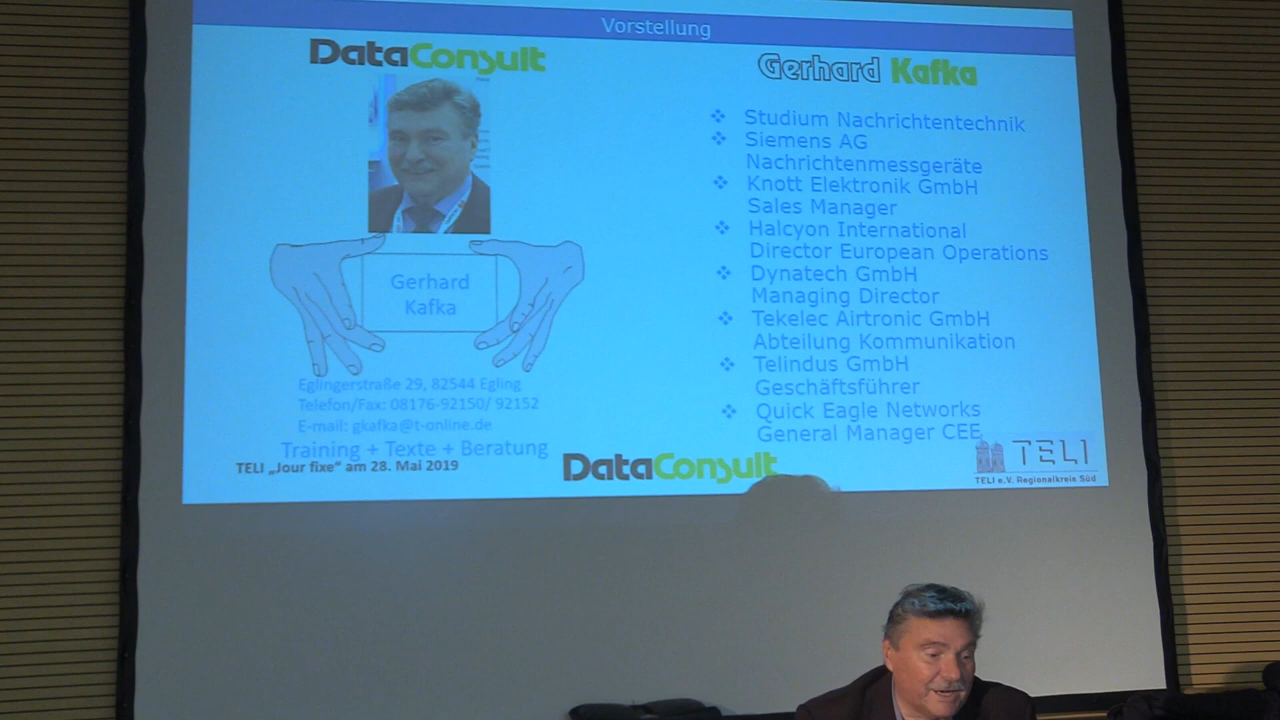 Vorstellung
DataConsult
Gerhard
Kafka
Eglingerstraße 29, 82544 Egling
Telefon/Fax: 08176-92150/ 92152
E-mail: gkafka@t-online.de
Training + Texte + Beratung
TELI „Jour fixe“ am 28. Mai 2019
Gerhard Kafka
❖ Studium Nachrichtentechnik
❖ Siemens AG
Nachrichtenmessgeräte
❖ Knott Elektronik GmbH
Sales Manager
❖ Halcyon International
Director European Operations
❖ Dynatech GmbH
Managing Director
❖ Tekelec Airtronic GmbH
Abteilung Kommunikation
❖ Telindus GmbH
Geschäftsführer
❖ Quick Eagle Networks
General Manager CEE
DataConsult
TELI
TELI e.V. Regionalkreis Süd